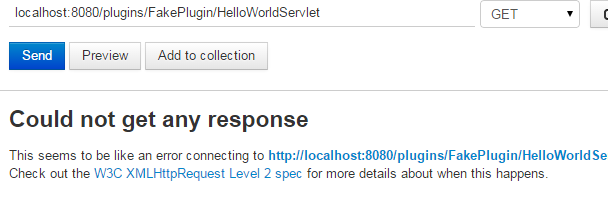 localhost:8080/plugins/FakePlugin/HelloWorldServlet GET
Send Preview Add to collection
Could not get any response
This seems to be like an error connecting to http://localhost:8080/plugins/FakePlugin/HelloWorldSe
Check out the W3C XMLHttpRequest Level 2 spec for more details about when this happens.